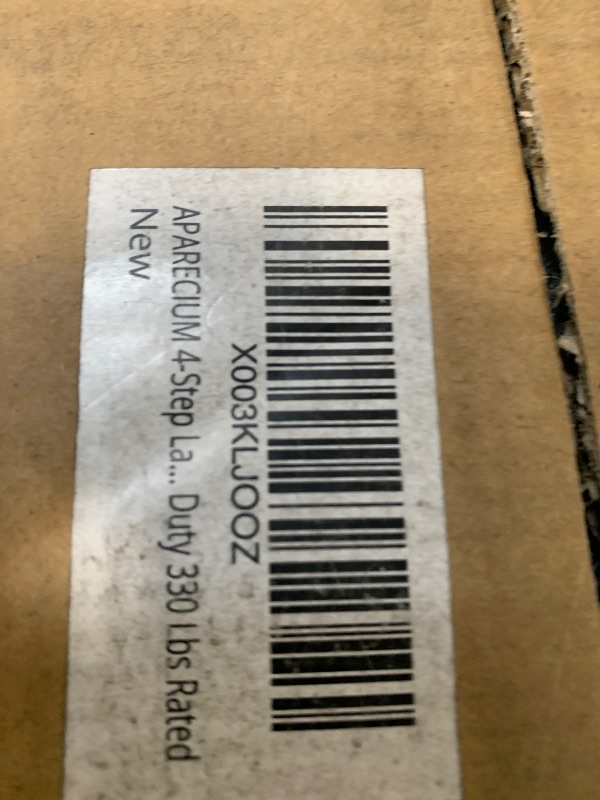 X003KLJOOZ
APARECIUM 4-Step La... Duty 330 Lbs Rated
New